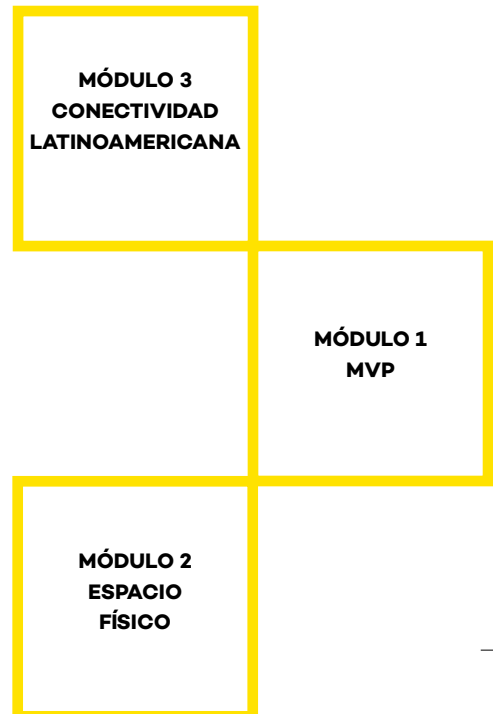 MÓDULO 3
CONECTIVIDAD
LATINOAMERICANA
MÓDULO 1
MVP
MÓDULO 2
ESPACIO
FÍSICO